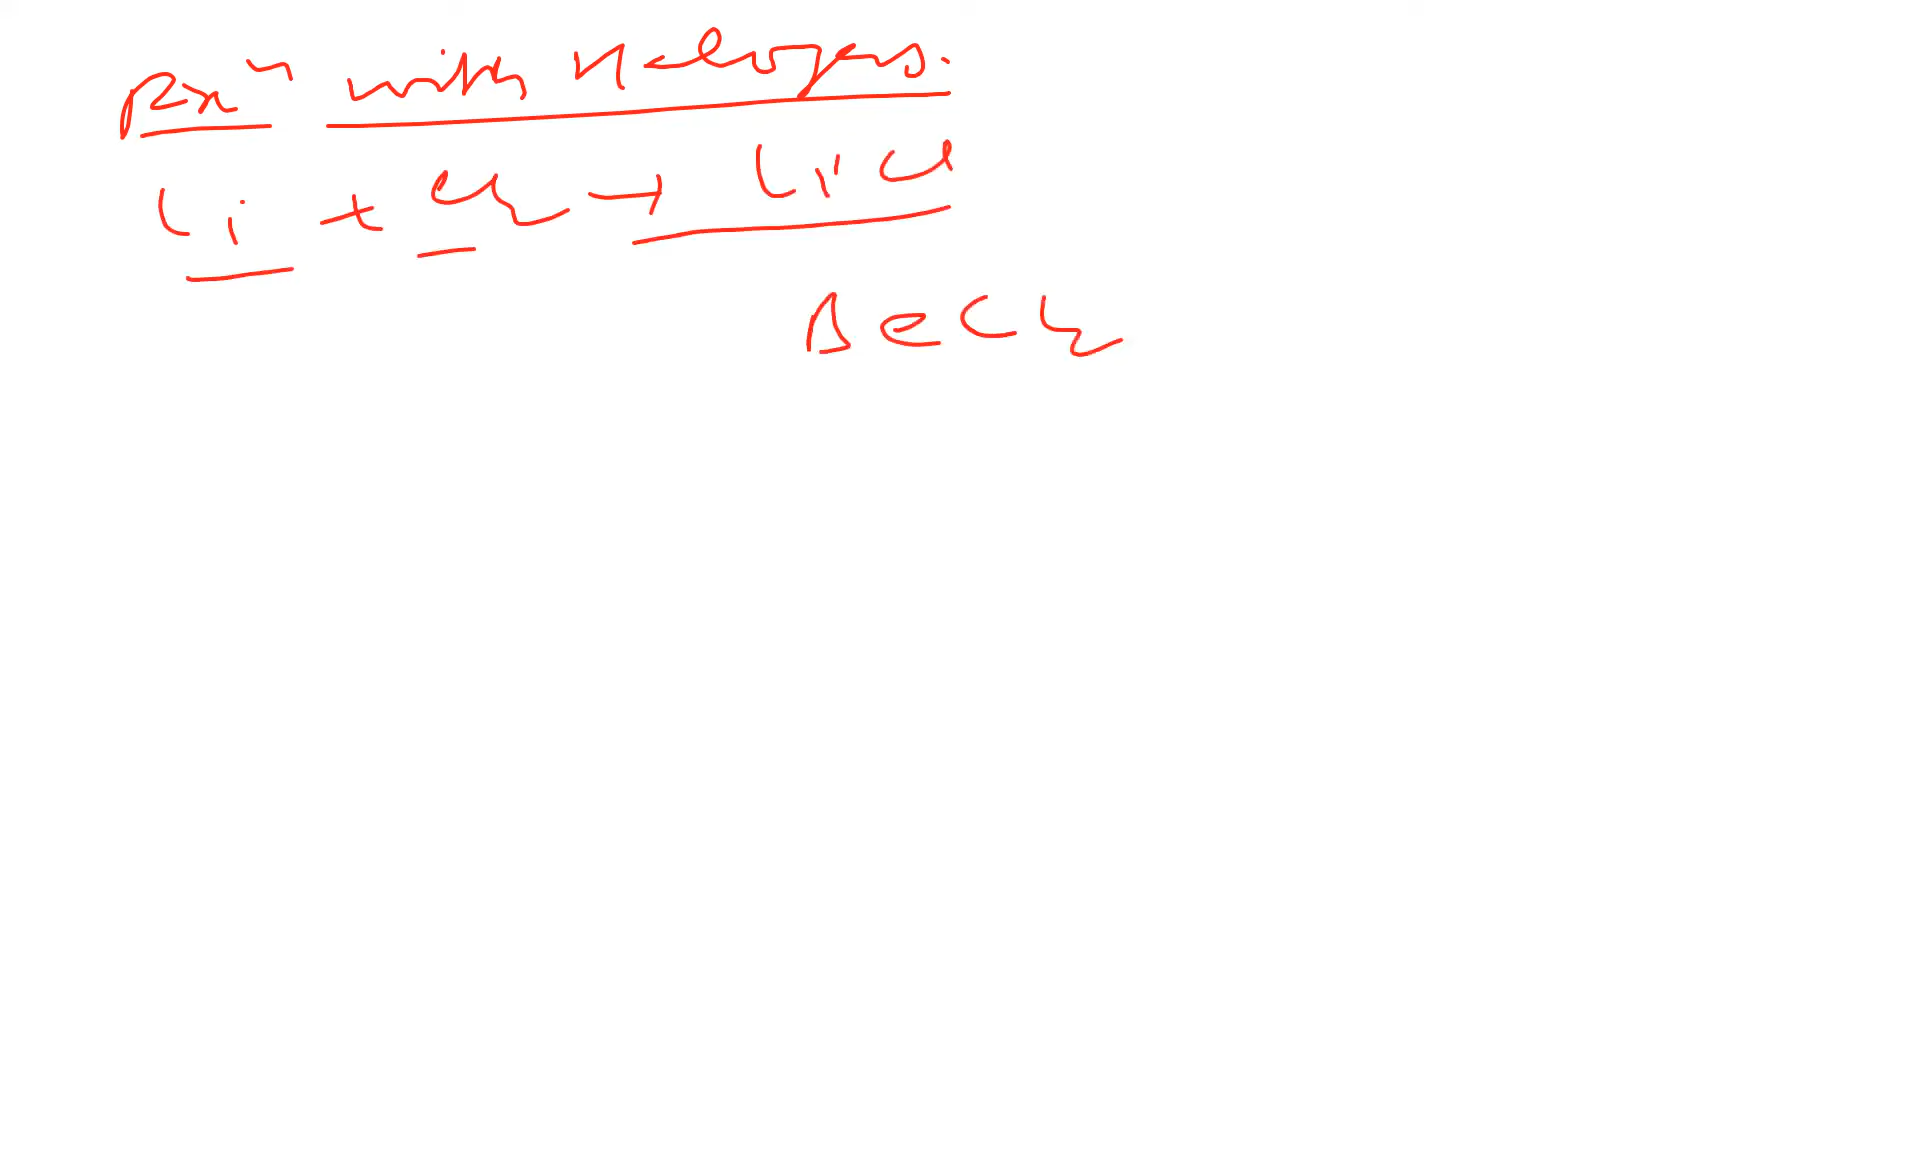 Rxⁿ with Halogens.
Li + Cl₂ → LiCl
BeCl₂